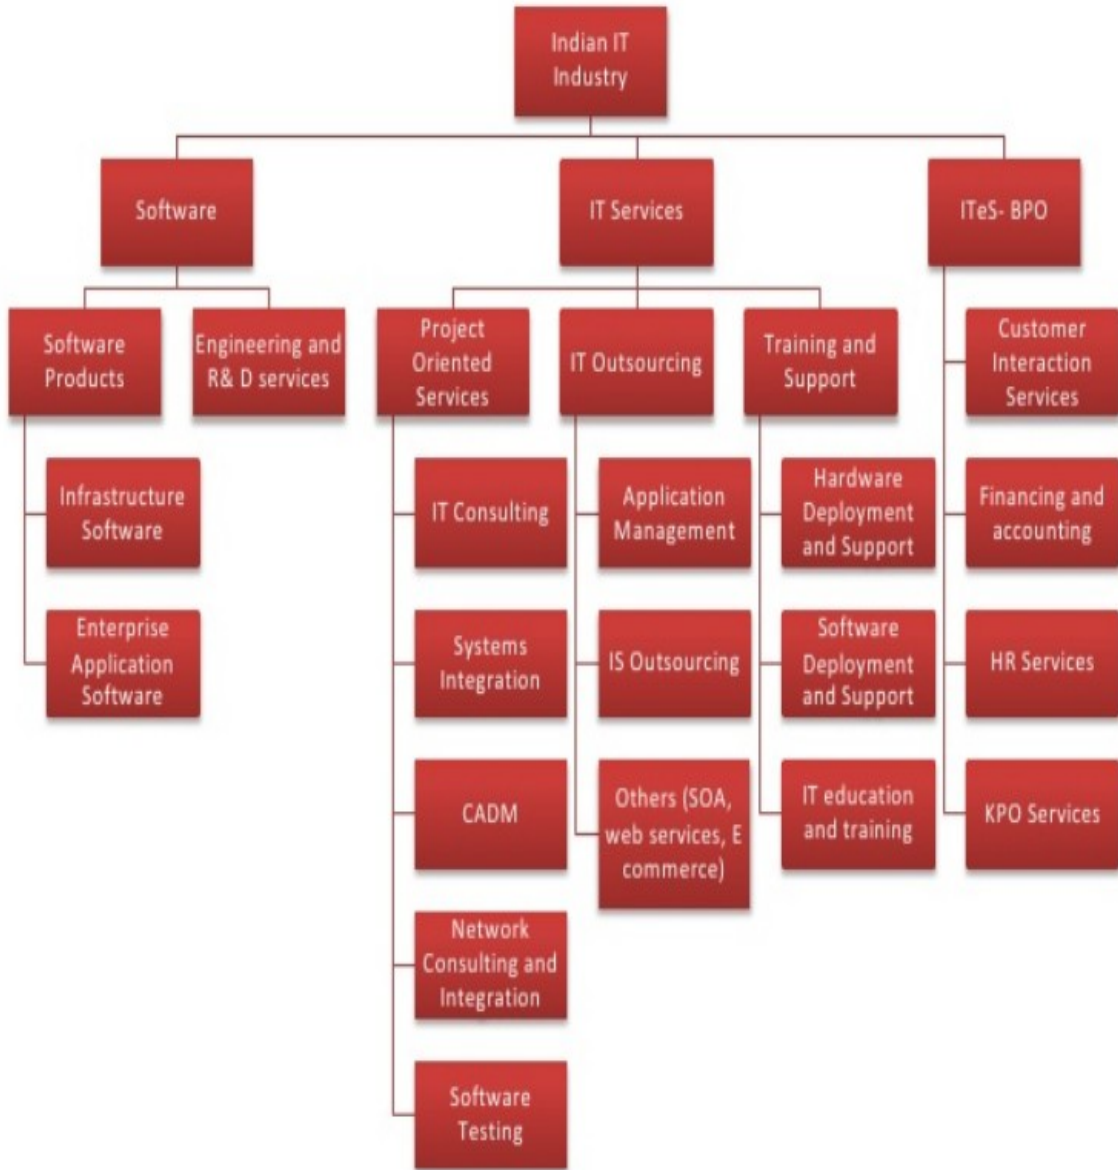 Indian IT
Industry
Software
IT Services
ITeS- BPO
Software
Products
Engineering and
R& D services
Project
Oriented
Services
IT Outsourcing
Training and
Support
Customer
Interaction
Services
Infrastructure
Software
IT Consulting
Application
Management
Hardware
Deployment
and Support
Financing and
accounting
Enterprise
Application
Software
Systems
Integration
IS Outsourcing
Software
Deployment
and Support
HR Services
CADM
Others (SOA,
web services, E
commerce)
IT education
and training
KPO Services
Network
Consulting and
Integration
Software
Testing